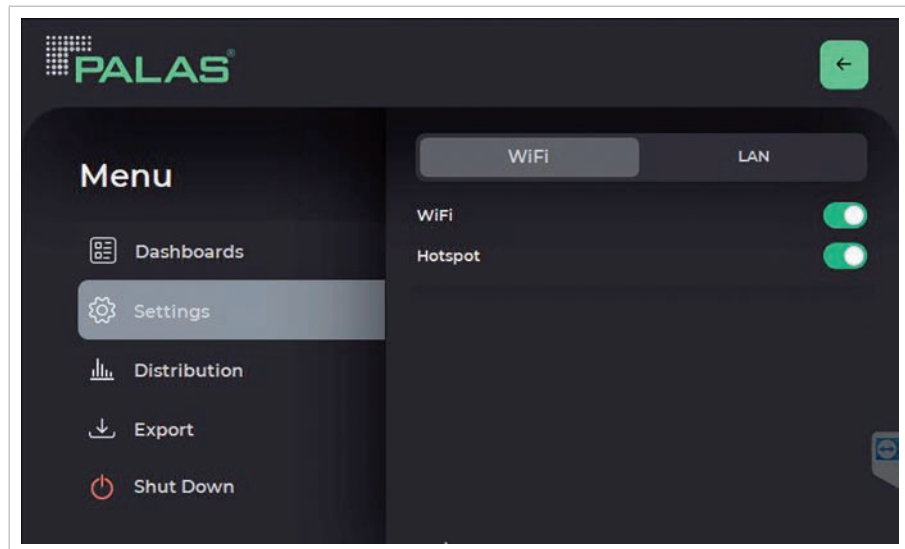 PALAS®
Menu
Dashboards
Settings
Distribution
Export
Shut Down
WiFi LAN
WiFi
Hotspot